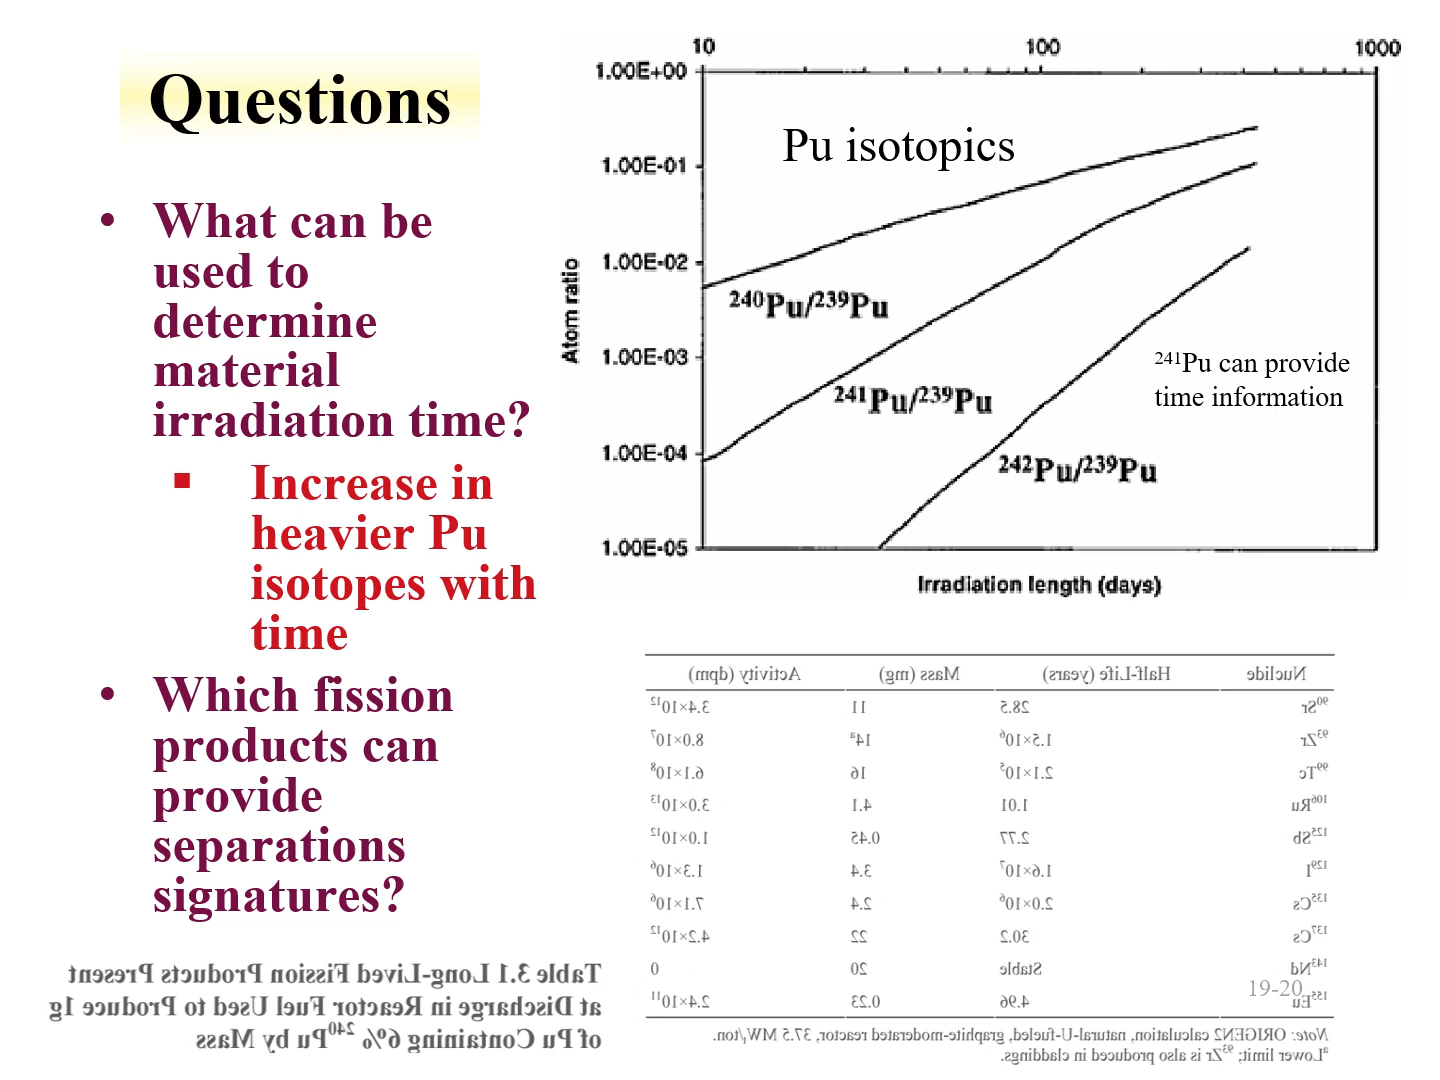 Questions
• What can be
used to
determine
material
irradiation time?
▪ Increase in
heavier Pu
isotopes with
time
• Which fission
products can
provide
separations
signatures?
10 100 1000
1.00E+00
1.00E-01
1.00E-02
1.00E-03
1.00E-04
1.00E-05
Atom ratio
Pu isotopics
²⁴⁰Pu/²³⁹Pu
²⁴¹Pu/²³⁹Pu
²⁴²Pu/²³⁹Pu
²⁴¹Pu can provide
time information
Irradiation length (days)
Table 3.1 Long-Lived Fission Products Present
at Discharge in Reactor Fuel Used to Produce 1g
of Pu Containing 6% ²⁴⁰Pu by Mass
Nuclide Half-Life (years) Mass (mg) Activity (dpm)
⁹⁰Sr 28.5 11 3.4×10¹²
⁹³Zr 1.5×10⁶ 14ᵃ 8.0×10⁷
⁹⁹Tc 2.1×10⁵ 16 6.1×10⁸
¹⁰⁶Ru 1.01 4.1 3.0×10¹³
¹²⁵Sb 2.77 0.45 1.0×10¹²
¹²⁹I 1.6×10⁷ 3.4 1.3×10⁶
¹³⁵Cs 2.0×10⁶ 2.4 7.1×10⁶
¹³⁷Cs 30.2 22 4.2×10¹²
¹⁴³Nd Stable 20 0
¹⁵⁵Eu 4.96 0.23 2.4×10¹¹
Note: ORIGEN2 calculation, natural-U-fueled, graphite-moderated reactor, 37.5 MWₜ/ton.
ᵃLower limit; ⁹³Zr is also produced in claddings.
19-20